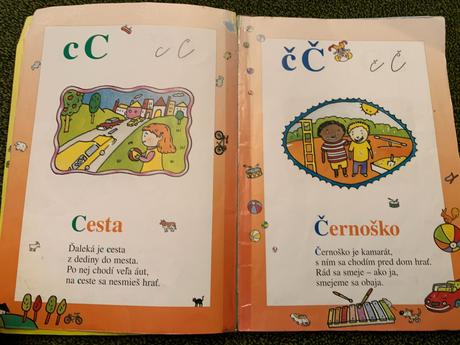 c C c C
Cesta
Ďaleká je cesta
z dediny do mesta.
Po nej chodí veľa áut,
na ceste sa nesmieš hrať.
č Č č Č
Černoško
Černoško je kamarát,
s ním sa chodím pred dom hrať.
Rád sa smeje – ako ja,
smejeme sa obaja.